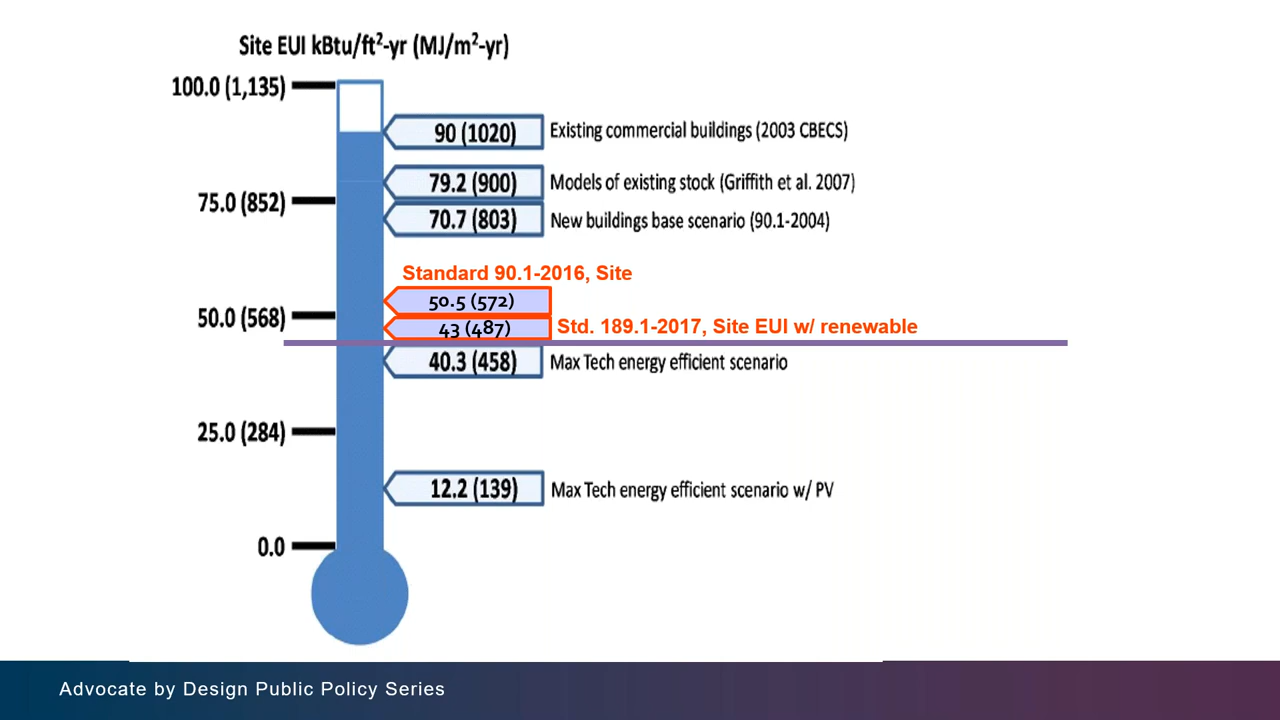 Site EUI kBtu/ft²-yr (MJ/m²-yr)
100.0 (1,135)
90 (1020) Existing commercial buildings (2003 CBECS)
79.2 (900) Models of existing stock (Griffith et al. 2007)
75.0 (852)
70.7 (803) New buildings base scenario (90.1-2004)
Standard 90.1-2016, Site
50.5 (572)
50.0 (568)
43 (487) Std. 189.1-2017, Site EUI w/ renewable
40.3 (458) Max Tech energy efficient scenario
25.0 (284)
12.2 (139) Max Tech energy efficient scenario w/ PV
0.0
Advocate by Design Public Policy Series